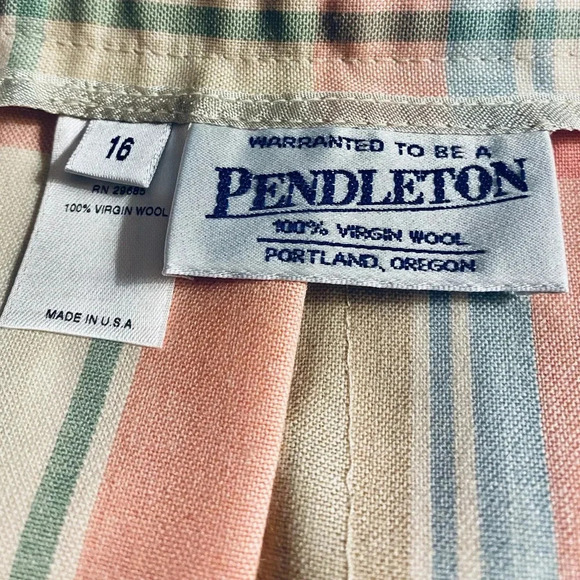 16
RN 29685
100% VIRGIN WOOL
MADE IN U.S.A.
WARRANTED TO BE A
PENDLETON
100% VIRGIN WOOL
PORTLAND, OREGON